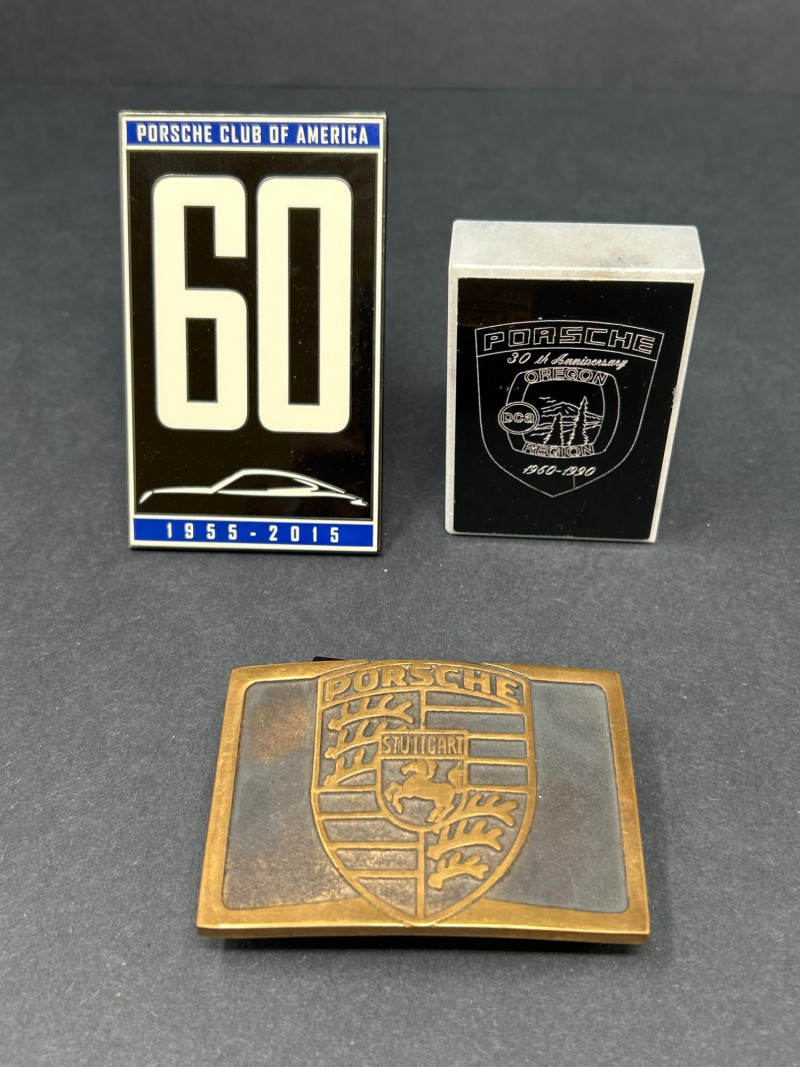 PORSCHE CLUB OF AMERICA
60
1955-2015
PORSCHE
30 th Anniversary
OREGON
pca
REGION
1960-1990
PORSCHE
STUTTGART